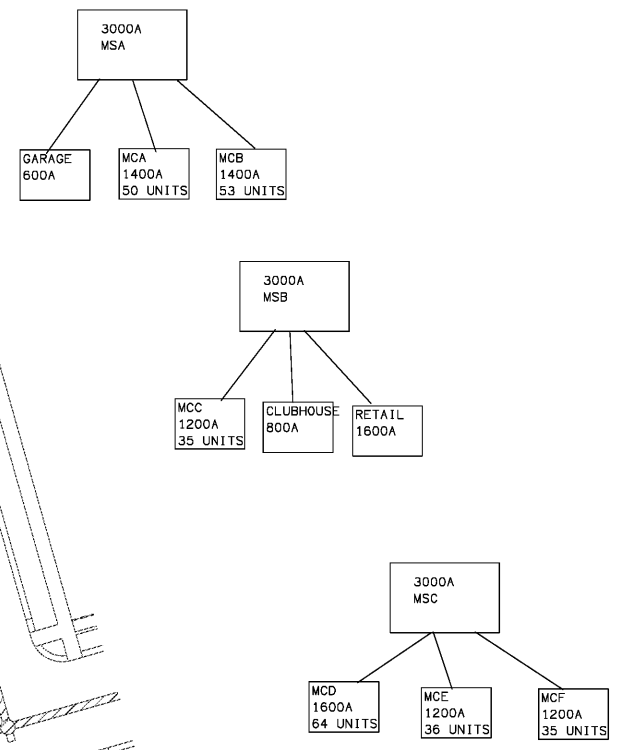 3000A
MSA
GARAGE
600A
MCA
1400A
50 UNITS
MCB
1400A
53 UNITS
3000A
MSB
MCC
1200A
35 UNITS
CLUBHOUSE
800A
RETAIL
1600A
3000A
MSC
MCD
1600A
64 UNITS
MCE
1200A
36 UNITS
MCF
1200A
35 UNITS